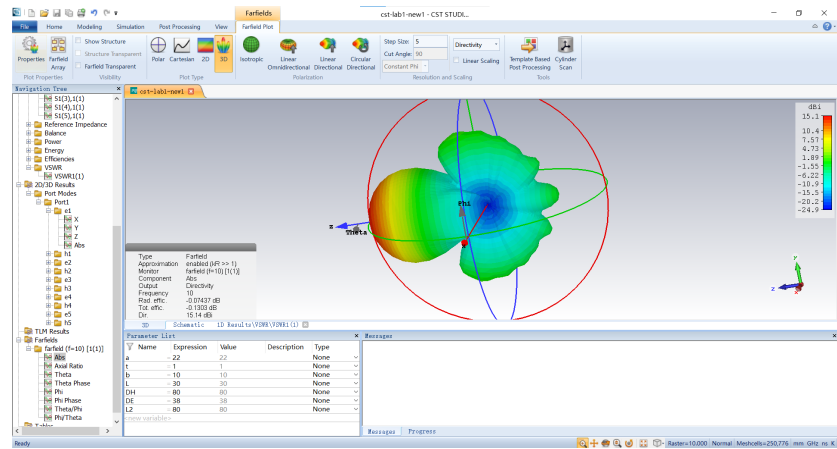 Farfields
cst-lab1-new1 - CST STUDI...
File Home Modeling Simulation Post Processing View Farfield Plot
Properties Farfield Array
Plot Properties
Show Structure
Structure Transparent
Farfield Transparent
Visibility
Polar Cartesian 2D 3D
Plot Type
Isotropic Linear Omnidirectional Linear Directional Circular Directional
Polarization
Step Size: 5
Cut Angle: 90
Constant Phi
Directivity
Linear Scaling
Resolution and Scaling
Template Based Post Processing Cylinder Scan
Tools
Navigation Tree
S1(3),1(1)
S1(4),1(1)
S1(5),1(1)
Reference Impedance
Balance
Power
Energy
Efficiencies
VSWR
VSWR1(1)
2D/3D Results
Port Modes
Port1
e1
X
Y
Z
Abs
h1
e2
h2
e3
h3
e4
h4
e5
h5
TLM Results
Farfields
farfield (f=10) [1(1)]
Abs
Axial Ratio
Theta
Theta Phase
Phi
Phi Phase
Theta/Phi
Phi/Theta
Tables
cst-lab1-new1
dBi
15.1
10.4
7.57
4.73
1.89
-1.55
-6.22
-10.9
-15.5
-20.2
-24.9
Phi
z
Theta
x
y
z
x
Type Farfield
Approximation enabled (kR >> 1)
Monitor farfield (f=10) [1(1)]
Component Abs
Output Directivity
Frequency 10
Rad. effic. -0.07437 dB
Tot. effic. -0.1303 dB
Dir. 15.14 dBi
3D Schematic 1D Results\VSWR\VSWR1(1)
Parameter List
Name Expression Value Description Type
a = 22 22 None
t = 1 1 None
b = 10 10 None
L = 30 30 None
DH = 80 80 None
DE = 38 38 None
L2 = 80 80 None
<new variable>
Messages
Messages Progress
Ready
Raster=10.000 Normal Meshcells=250,776 mm GHz ns K